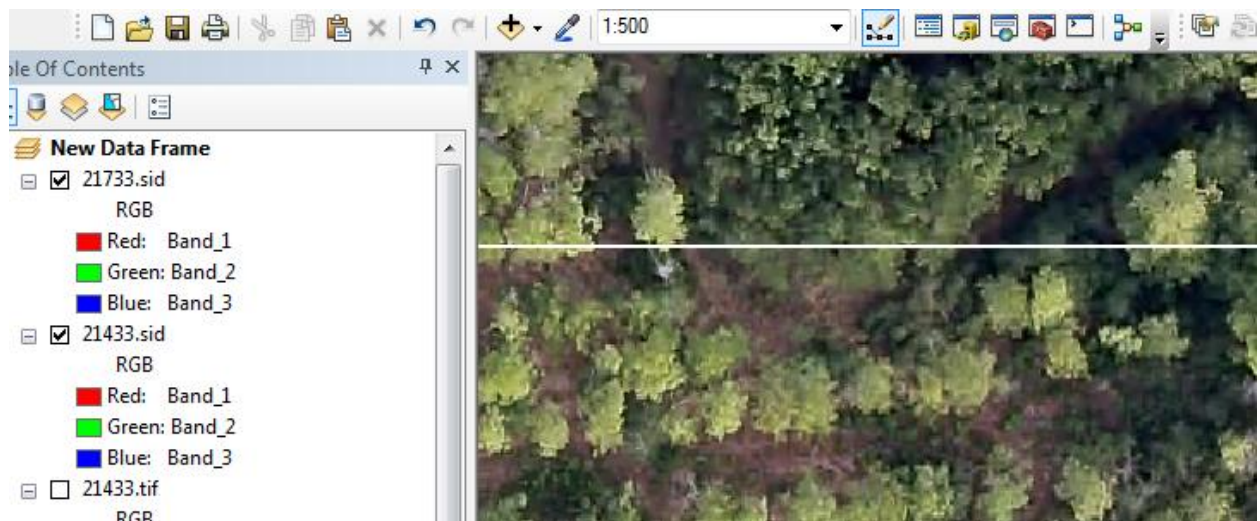 1:500
ble Of Contents
New Data Frame
21733.sid
RGB
Red: Band_1
Green: Band_2
Blue: Band_3
21433.sid
RGB
Red: Band_1
Green: Band_2
Blue: Band_3
21433.tif
RGB